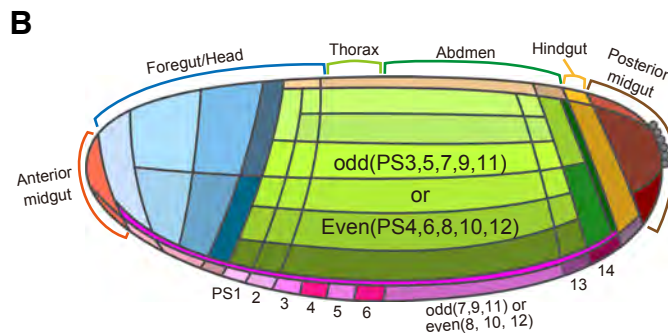 B
Foregut/Head
Thorax
Abdmen
Hindgut
Posterior
midgut
Anterior
midgut
odd(PS3,5,7,9,11)
or
Even(PS4,6,8,10,12)
PS1
2
3
4
5
6
odd(7,9,11) or
even(8, 10, 12)
13
14